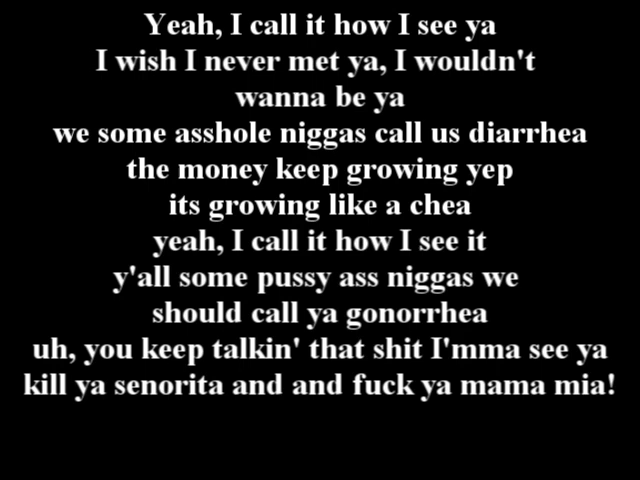 Yeah, I call it how I see ya
I wish I never met ya, I wouldn't
wanna be ya
we some asshole niggas call us diarrhea
the money keep growing yep
its growing like a chea
yeah, I call it how I see it
y'all some pussy ass niggas we
should call ya gonorrhea
uh, you keep talkin' that shit I'mma see ya
kill ya senorita and and fuck ya mama mia!